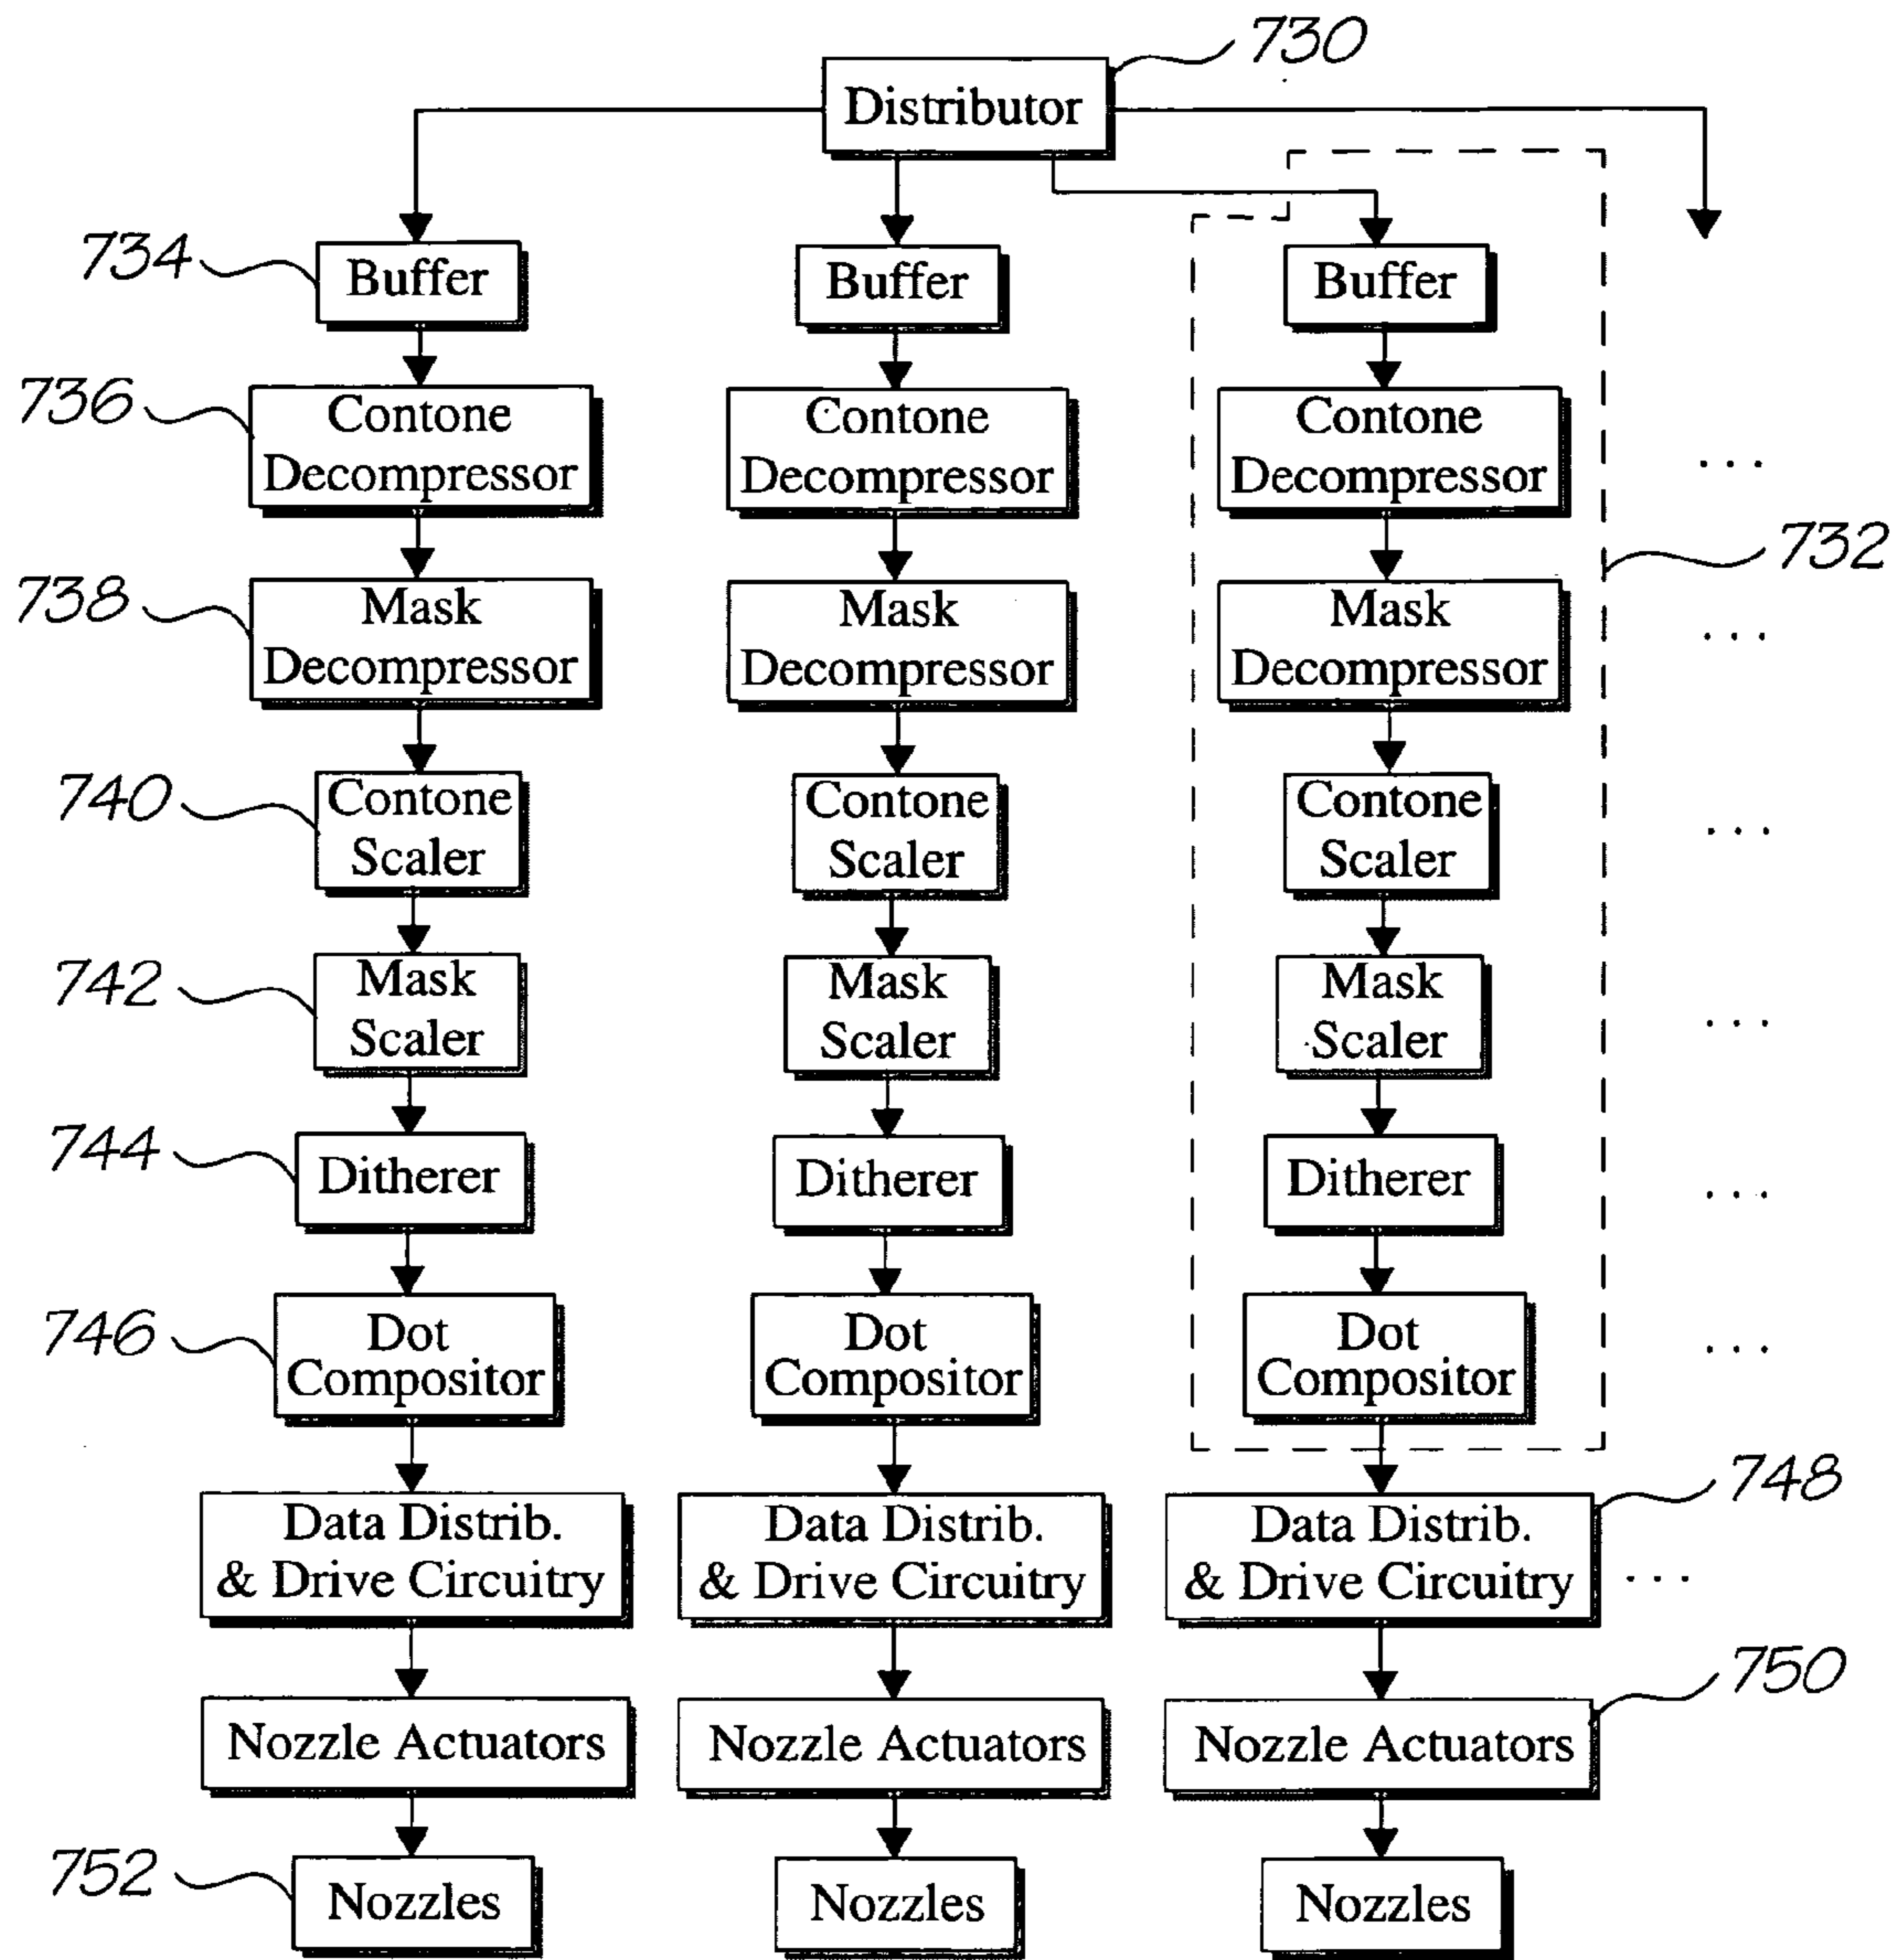 730
Distributor
734
Buffer
Buffer
Buffer
736
Contone
Decompressor
Contone
Decompressor
Contone
Decompressor
...
732
738
Mask
Decompressor
Mask
Decompressor
Mask
Decompressor
...
740
Contone
Scaler
Contone
Scaler
Contone
Scaler
...
742
Mask
Scaler
Mask
Scaler
Mask
Scaler
...
744
Ditherer
Ditherer
Ditherer
...
746
Dot
Compositor
Dot
Compositor
Dot
Compositor
...
748
Data Distrib.
& Drive Circuitry
Data Distrib.
& Drive Circuitry
Data Distrib.
& Drive Circuitry
...
750
Nozzle Actuators
Nozzle Actuators
Nozzle Actuators
752
Nozzles
Nozzles
Nozzles